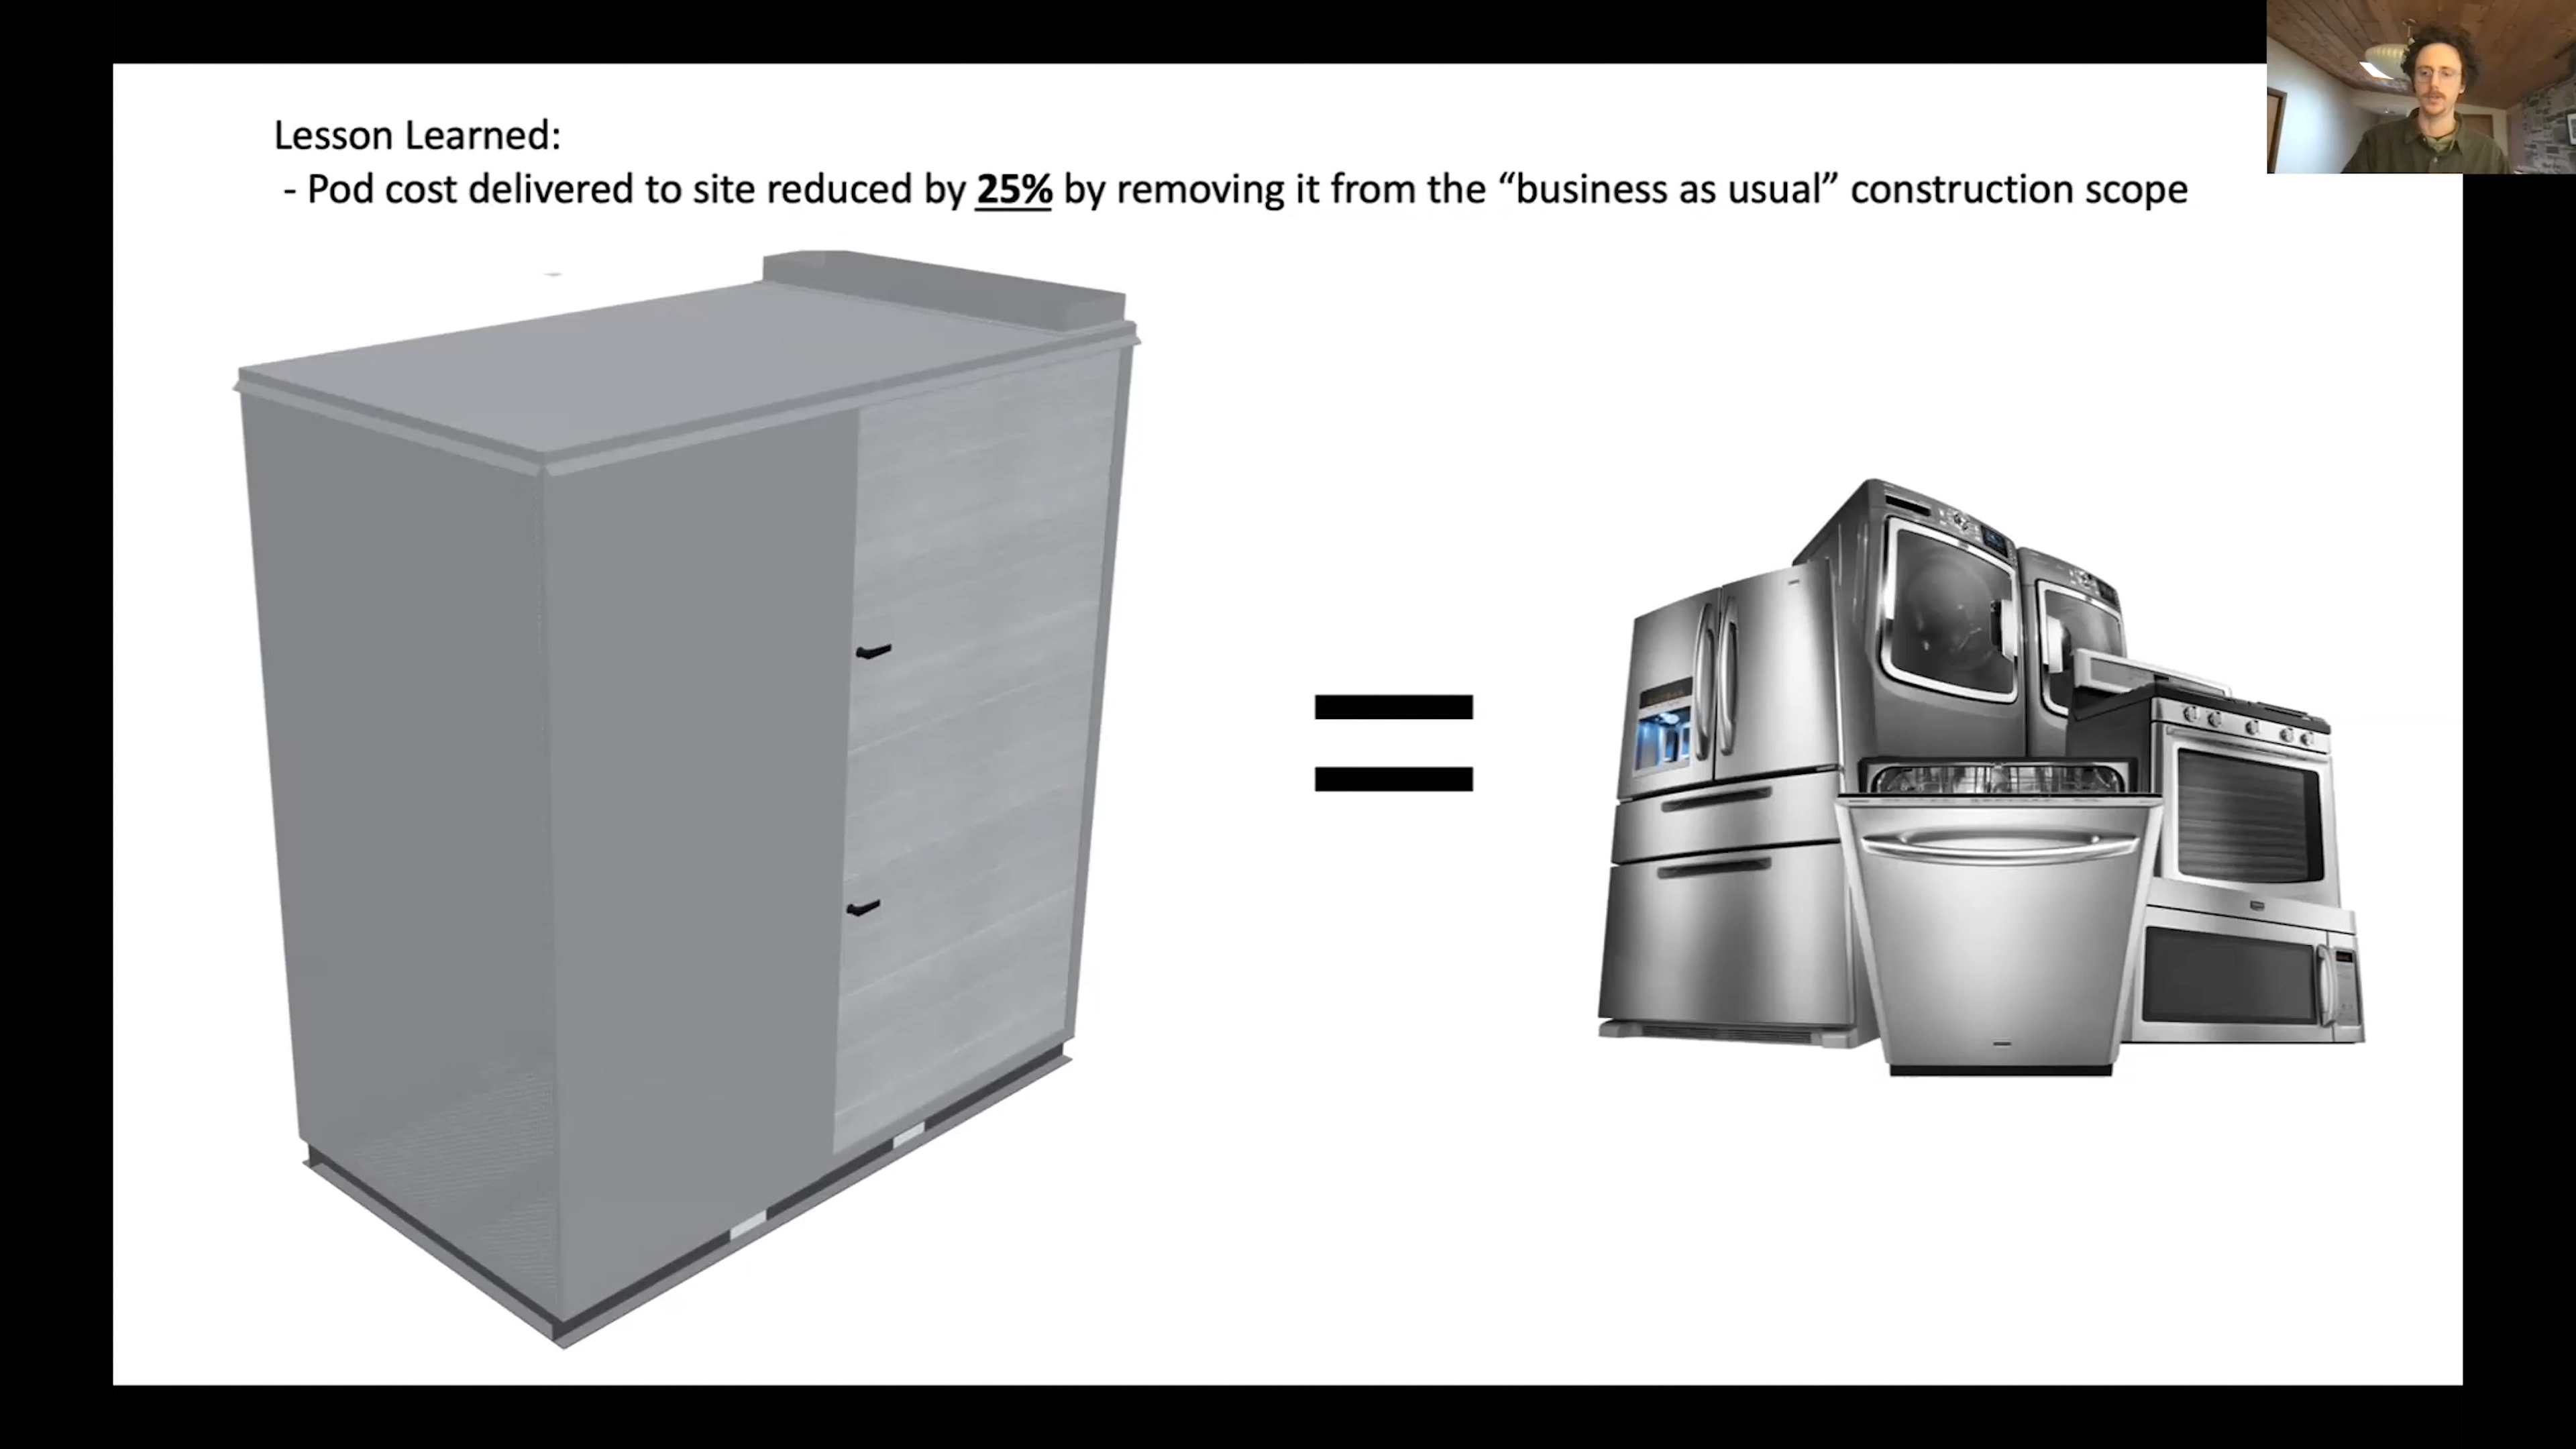 Lesson Learned:
- Pod cost delivered to site reduced by 25% by removing it from the “business as usual” construction scope